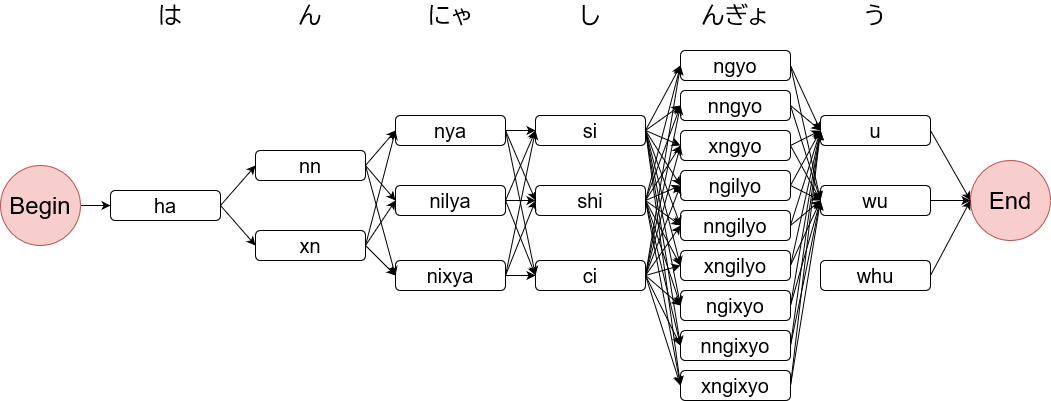 は ん にゃ し んぎょ う
Begin
ha
nn
xn
nya
nilya
nixya
si
shi
ci
ngyo
nngyo
xngyo
ngilyo
nngilyo
xngilyo
ngixyo
nngixyo
xngixyo
u
wu
whu
End